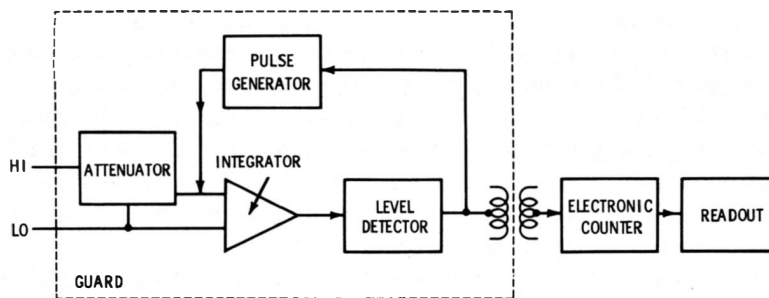 PULSE
GENERATOR
HI
ATTENUATOR
INTEGRATOR
LO
LEVEL
DETECTOR
ELECTRONIC
COUNTER
READOUT
GUARD